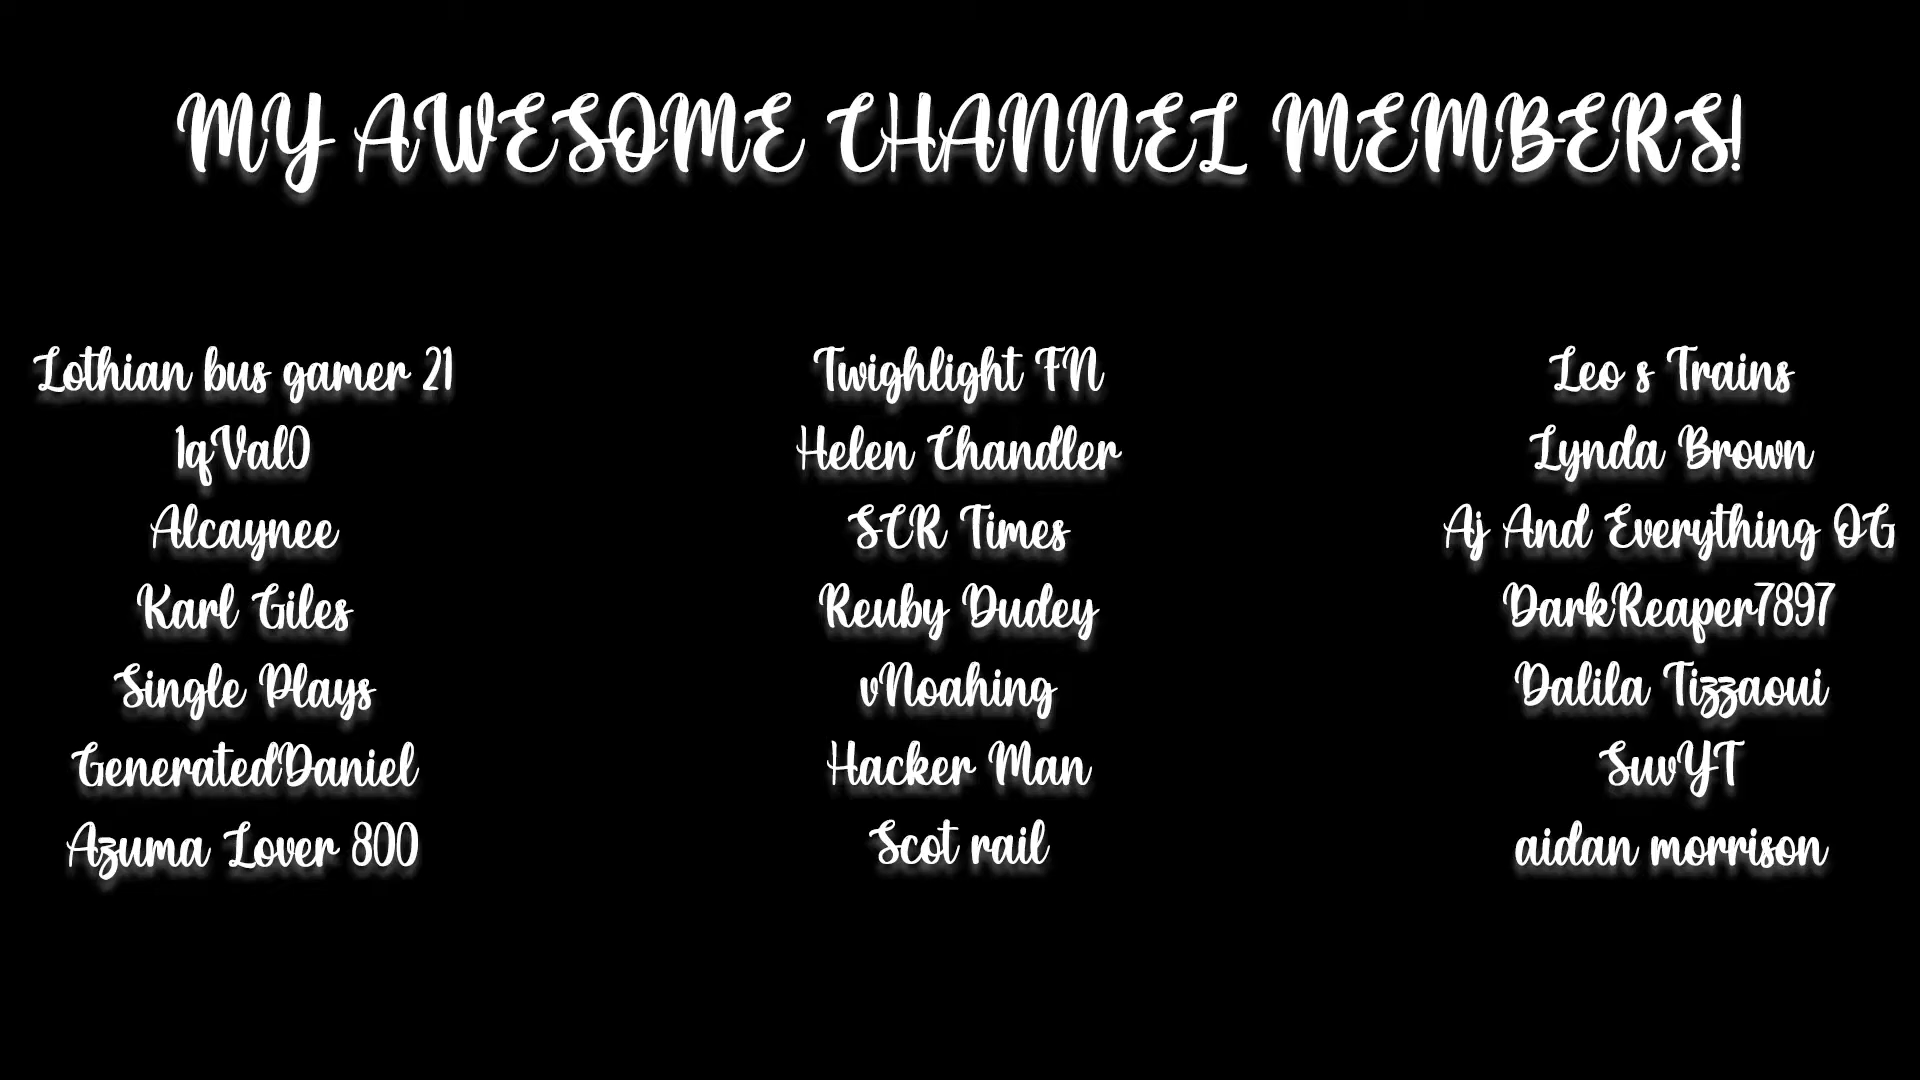 MY AWESOME CHANNEL MEMBERS!
Lothian bus gamer 21
1qVal0
Alcaynee
Karl Giles
Single Plays
GeneratedDaniel
Azuma Lover 800
Twighlight FN
Helen Chandler
SCR Times
Reuby Dudey
vNoahing
Hacker Man
Scot rail
Leo s Trains
Lynda Brown
Aj And Everything OG
DarkReaper7897
Dalila Tizzaoui
SuvYT
aidan morrison